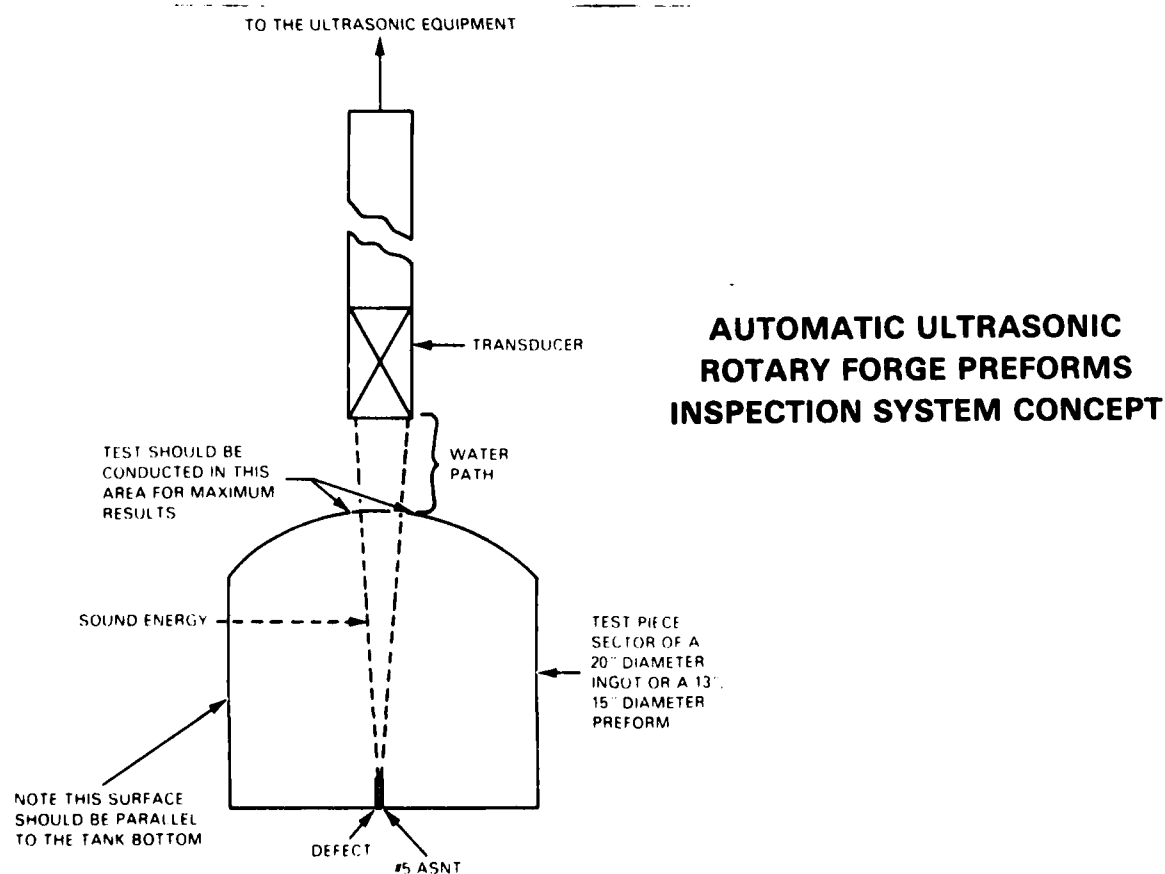 TO THE ULTRASONIC EQUIPMENT
TRANSDUCER
AUTOMATIC ULTRASONIC
ROTARY FORGE PREFORMS
INSPECTION SYSTEM CONCEPT
WATER
PATH
TEST SHOULD BE
CONDUCTED IN THIS
AREA FOR MAXIMUM
RESULTS
SOUND ENERGY
TEST PIECE
SECTOR OF A
20" DIAMETER
INGOT OR A 13",
15" DIAMETER
PREFORM
NOTE THIS SURFACE
SHOULD BE PARALLEL
TO THE TANK BOTTOM
DEFECT
#5 ASNT